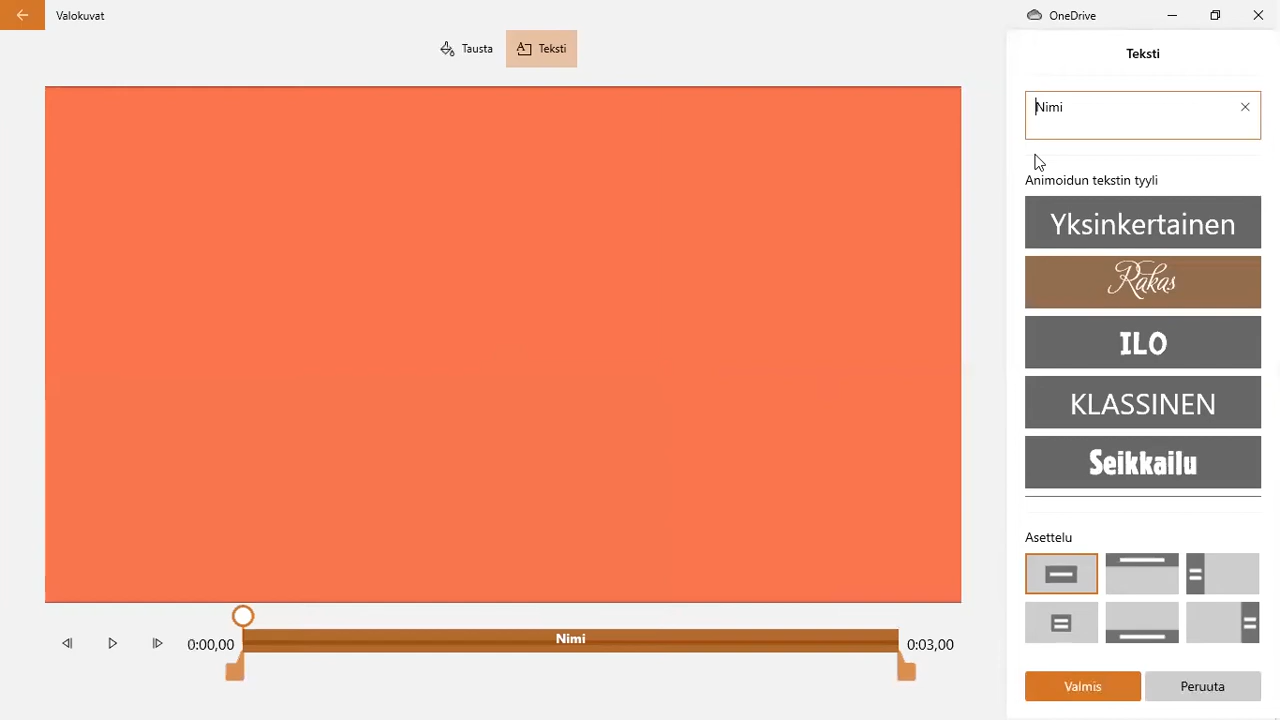 Valokuvat
OneDrive
Tausta
Teksti
Teksti
Nimi
Animoidun tekstin tyyli
Yksinkertainen
Rakas
ILO
KLASSINEN
Seikkailu
Asettelu
0:00,00
Nimi
0:03,00
Valmis
Peruuta